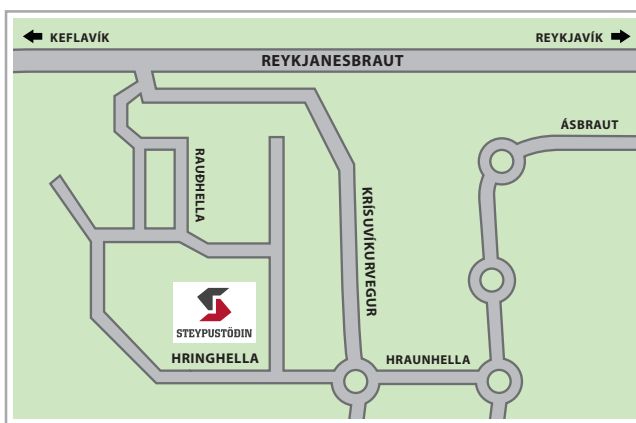 KEFLAVÍK
REYKJAVÍK
REYKJANESBRAUT
ÁSBRAUT
RAUÐHELLA
KRÍSUVÍKURVEGUR
STEYPUSTÖÐIN
HRINGHELLA
HRAUNHELLA